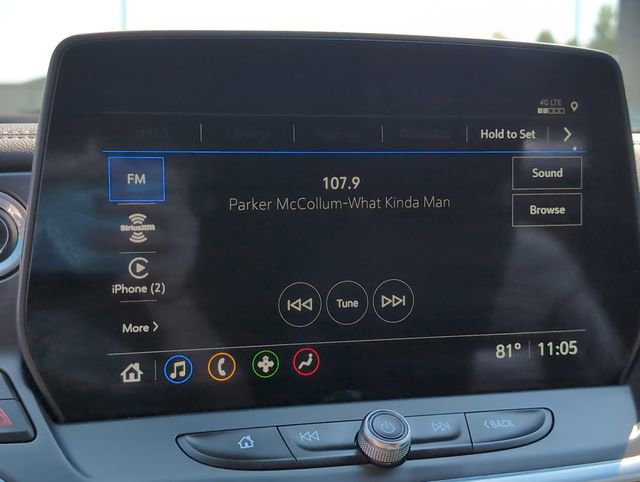 4G LTE
Hold to Set
FM
107.9
Sound
Parker McCollum-What Kinda Man
SiriusXM
Browse
iPhone (2)
Tune
More
81° 11:05
BACK